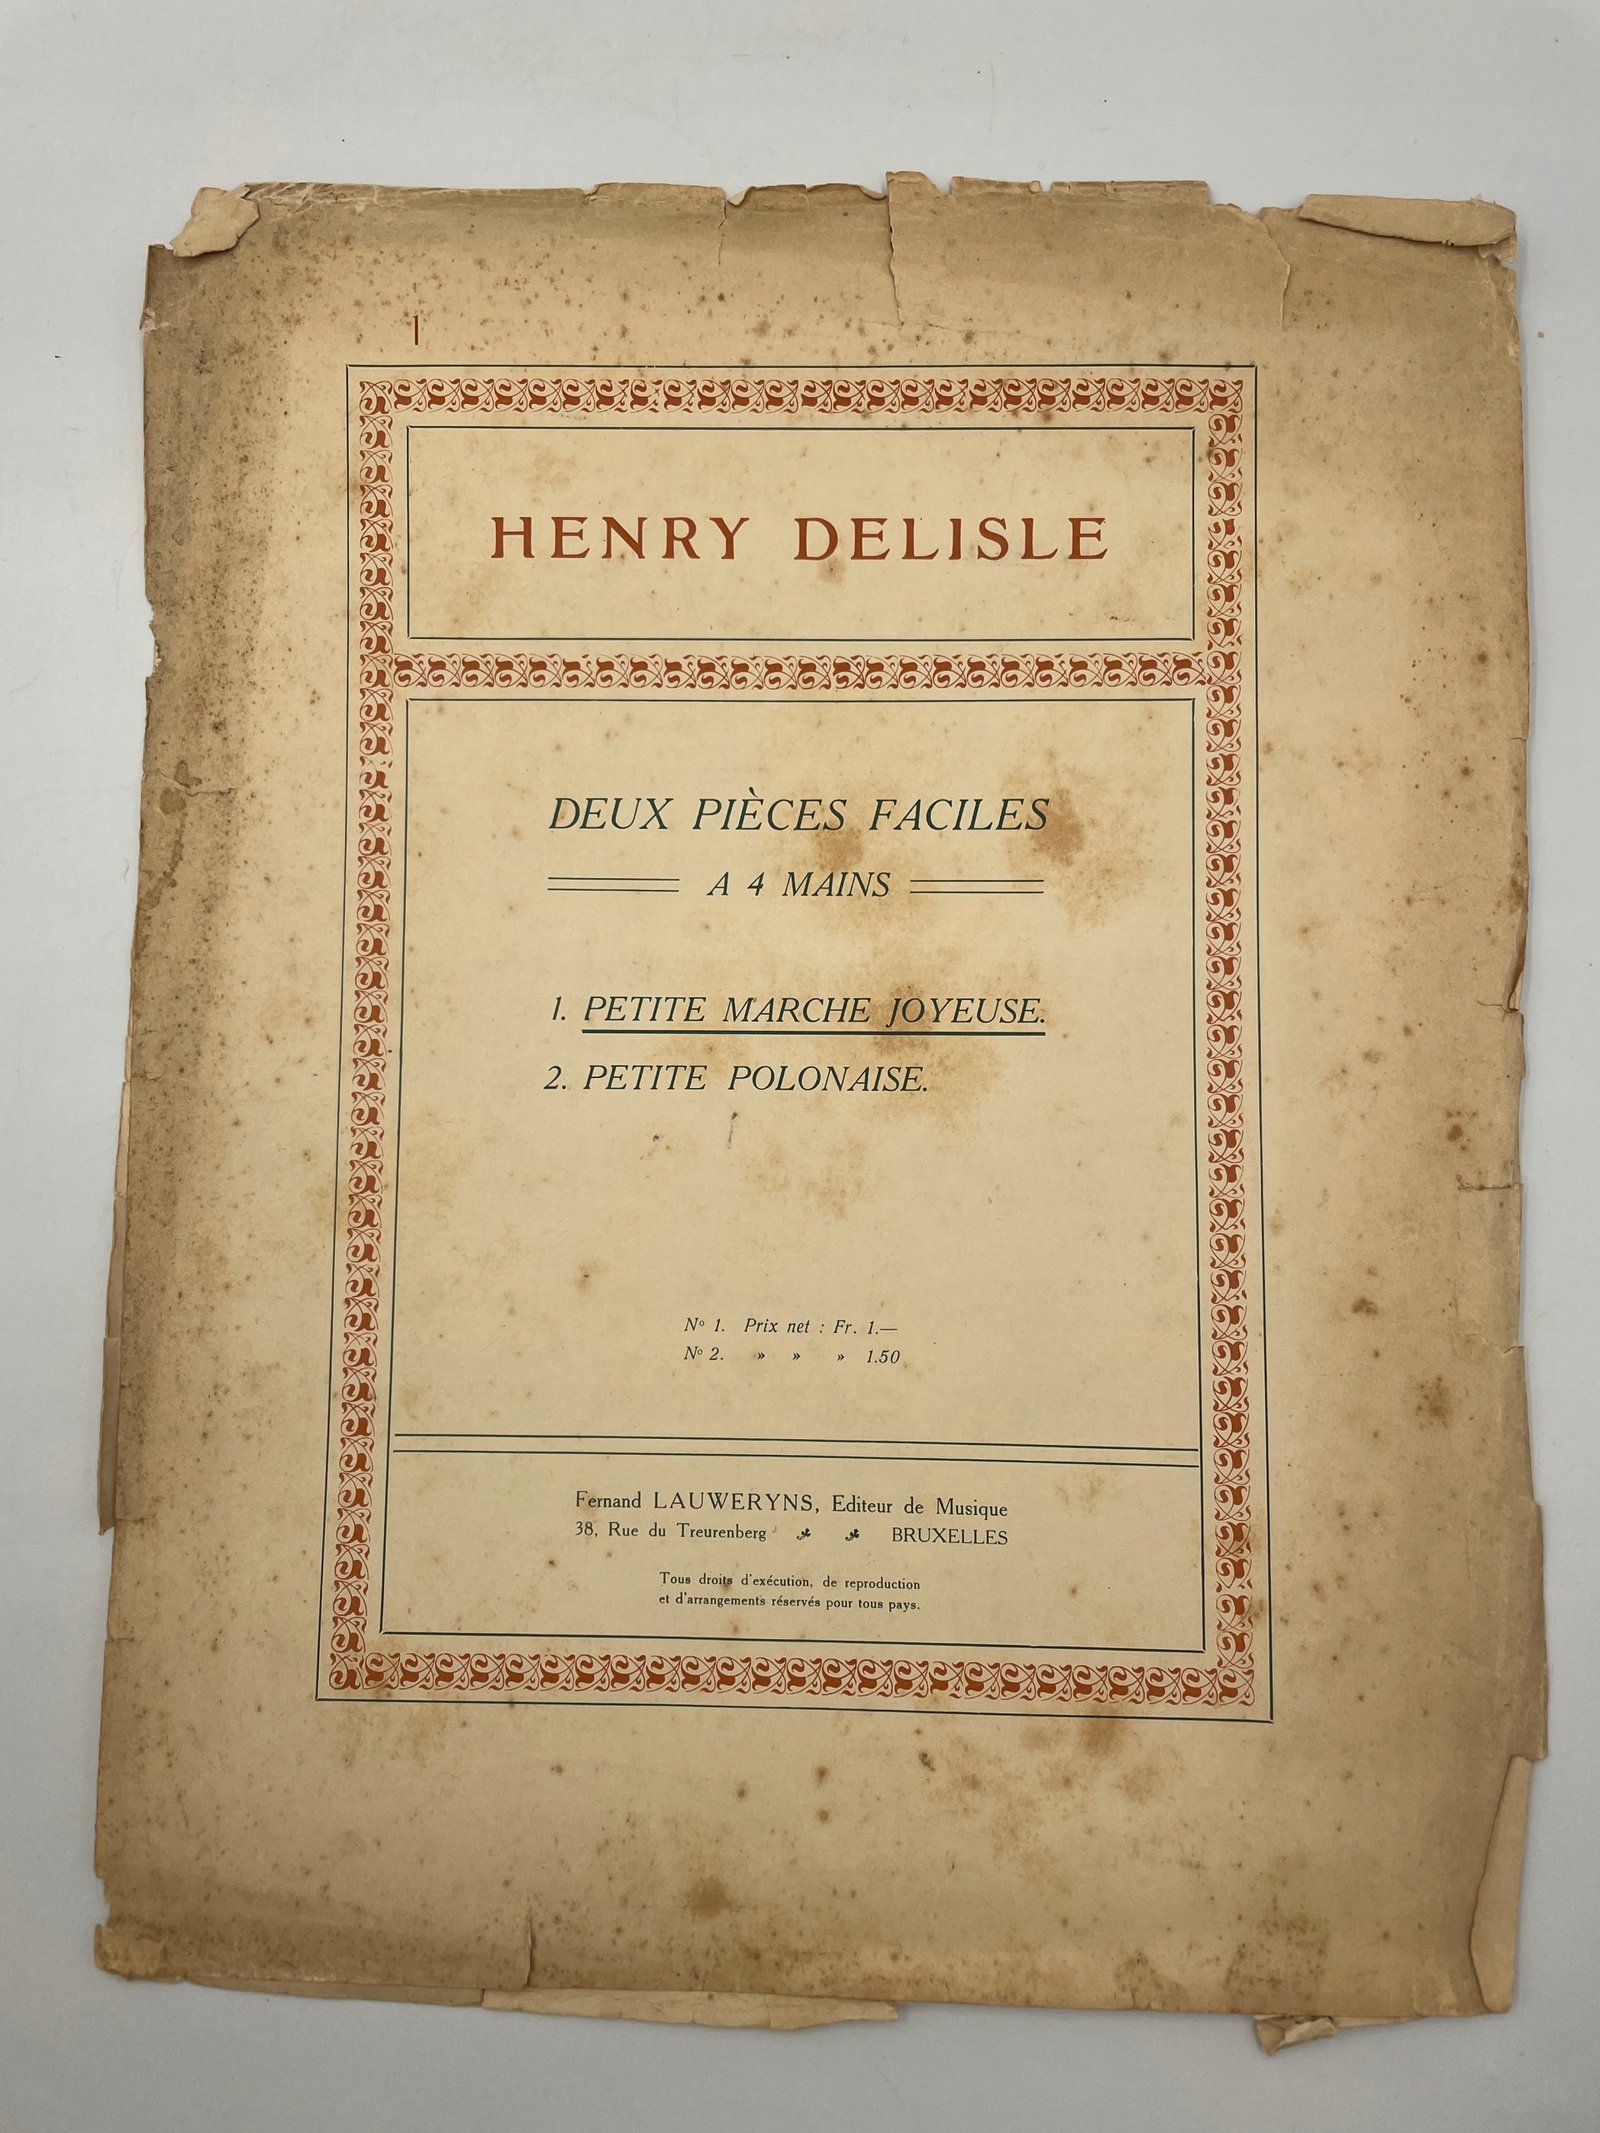 HENRY DELISLE
DEUX PIÈCES FACILES
A 4 MAINS
1. PETITE MARCHE JOYEUSE.
2. PETITE POLONAISE.
Nº 1. Prix net : Fr. 1.—
Nº 2. » » » 1.50
Fernand LAUWERYNS, Editeur de Musique
38, Rue du Treurenberg BRUXELLES
Tous droits d'exécution, de reproduction
et d'arrangements réservés pour tous pays.